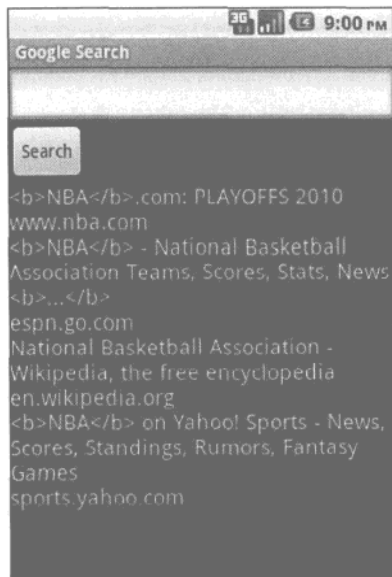 3G 9:00 PM
Google Search
Search
<b>NBA</b>.com: PLAYOFFS 2010
www.nba.com
<b>NBA</b> - National Basketball
Association Teams, Scores, Stats, News
<b>...</b>
espn.go.com
National Basketball Association -
Wikipedia, the free encyclopedia
en.wikipedia.org
<b>NBA</b> on Yahoo! Sports - News,
Scores, Standings, Rumors, Fantasy
Games
sports.yahoo.com